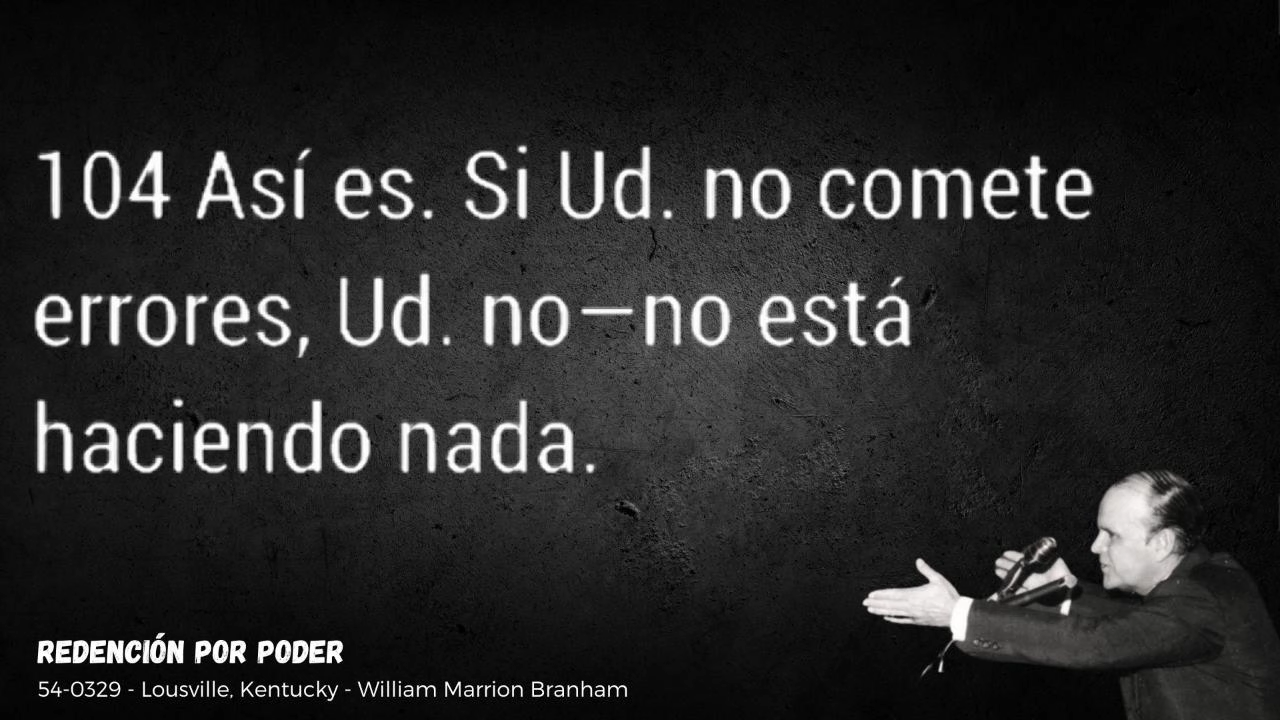 104 Así es. Si Ud. no comete
errores, Ud. no—no está
haciendo nada.
REDENCIÓN POR PODER
54-0329 - Lousville, Kentucky - William Marrion Branham